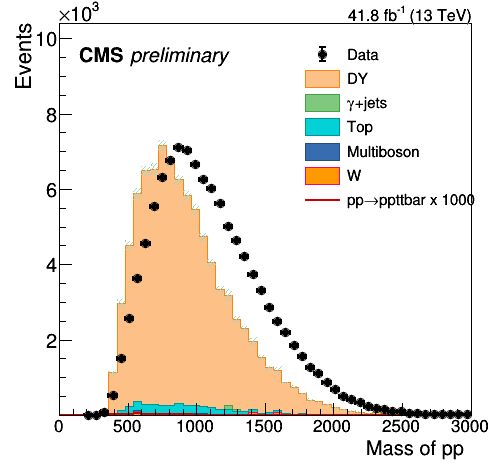 ×10³
41.8 fb⁻¹ (13 TeV)
Events
10
8
6
4
2
CMS preliminary
Data
DY
γ+jets
Top
Multiboson
W
pp→ppttbar x 1000
0 500 1000 1500 2000 2500 3000
Mass of pp